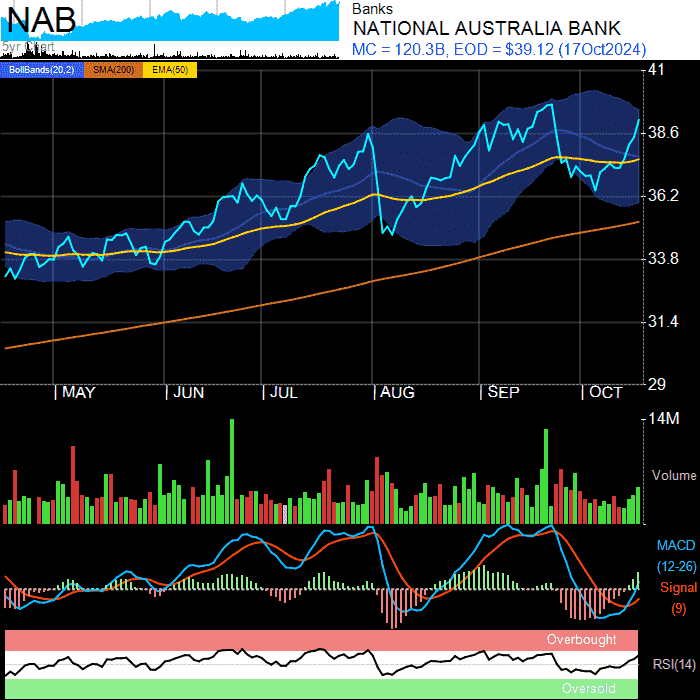 NAB
5yr Chart
Banks
NATIONAL AUSTRALIA BANK
MC = 120.3B, EOD = $39.12 (17Oct2024)
BollBands(20,2) SMA(200) EMA(50)
41
38.6
36.2
33.8
31.4
29
MAY JUN JUL AUG SEP OCT
14M
Volume
MACD
(12-26)
Signal
(9)
Overbought
RSI(14)
Oversold